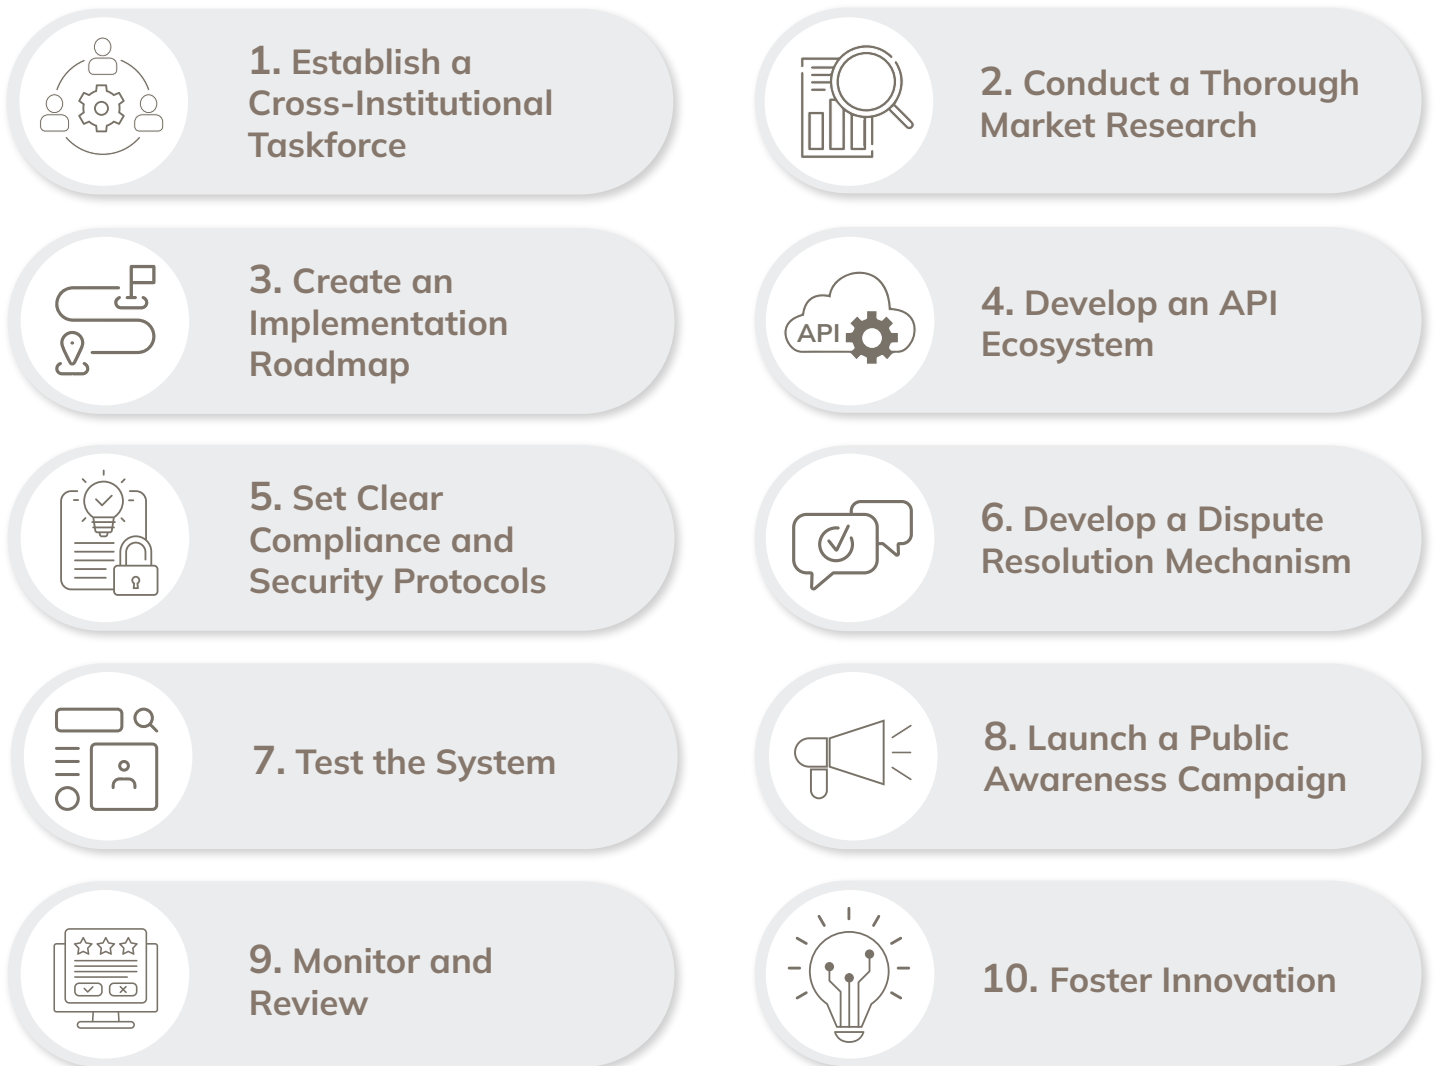 1. Establish a
Cross-Institutional
Taskforce
2. Conduct a Thorough
Market Research
3. Create an
Implementation
Roadmap
API
4. Develop an API
Ecosystem
5. Set Clear
Compliance and
Security Protocols
6. Develop a Dispute
Resolution Mechanism
7. Test the System
8. Launch a Public
Awareness Campaign
9. Monitor and
Review
10. Foster Innovation